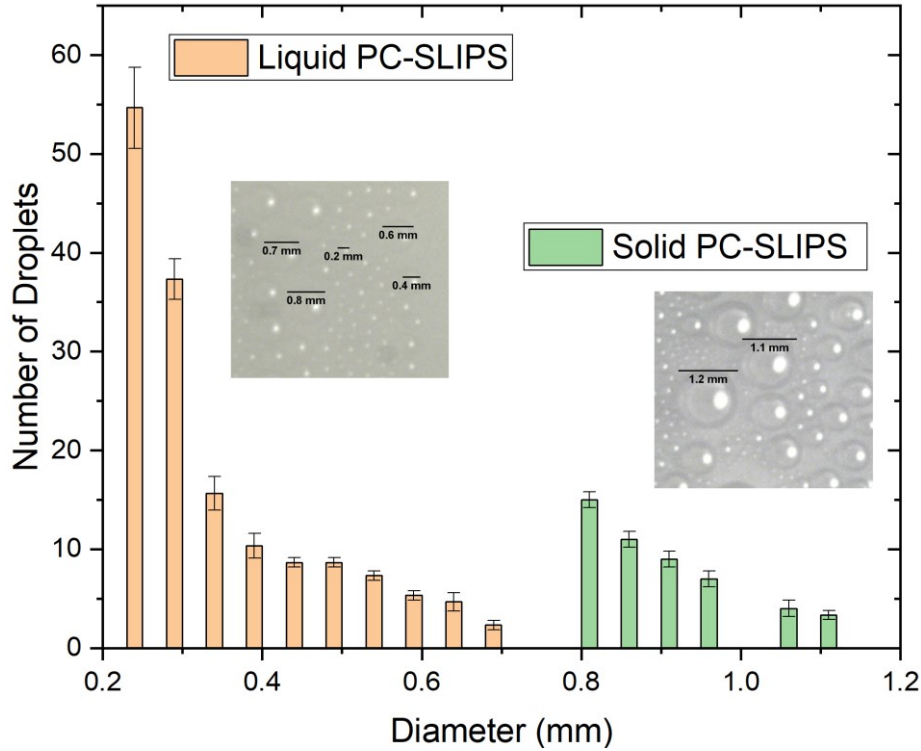 Number of Droplets
60
50
40
30
20
10
0
Liquid PC-SLIPS
0.7 mm
0.2 mm
0.6 mm
0.8 mm
0.4 mm
Solid PC-SLIPS
1.1 mm
1.2 mm
0.2
0.4
0.6
0.8
1.0
1.2
Diameter (mm)